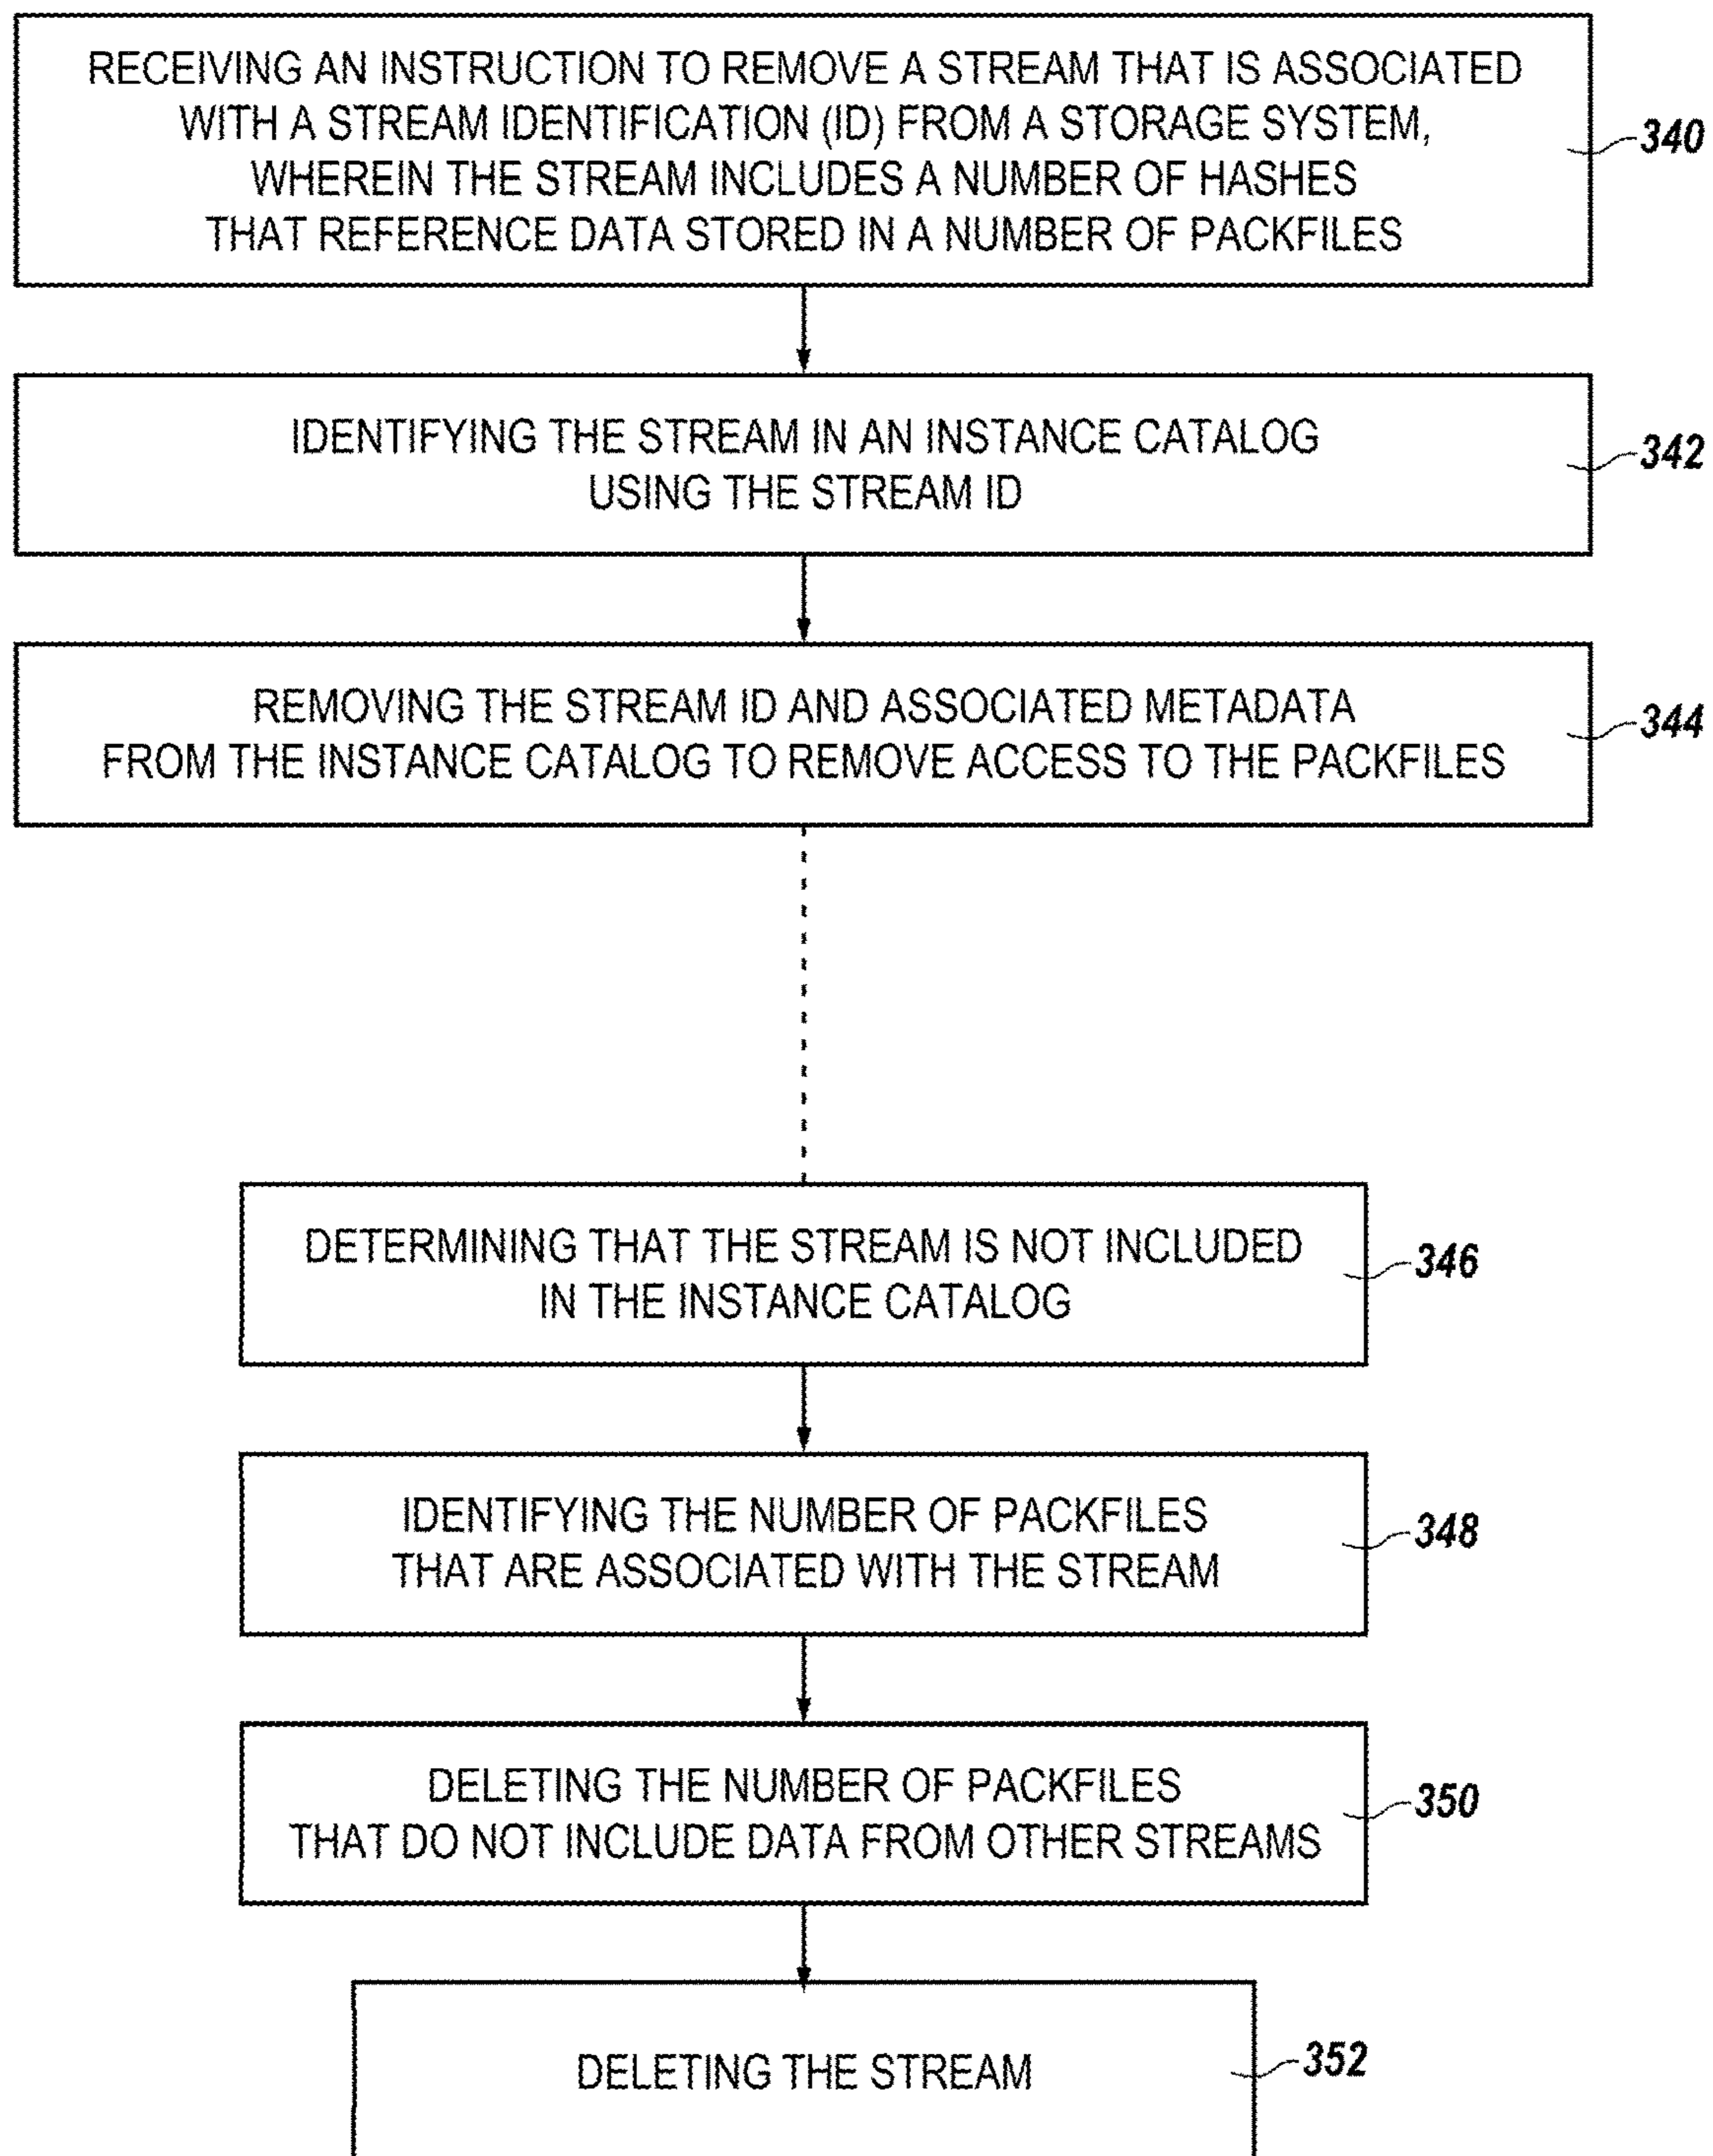 RECEIVING AN INSTRUCTION TO REMOVE A STREAM THAT IS ASSOCIATED
WITH A STREAM IDENTIFICATION (ID) FROM A STORAGE SYSTEM,
WHEREIN THE STREAM INCLUDES A NUMBER OF HASHES
THAT REFERENCE DATA STORED IN A NUMBER OF PACKFILES
340
IDENTIFYING THE STREAM IN AN INSTANCE CATALOG
USING THE STREAM ID
342
REMOVING THE STREAM ID AND ASSOCIATED METADATA
FROM THE INSTANCE CATALOG TO REMOVE ACCESS TO THE PACKFILES
344
DETERMINING THAT THE STREAM IS NOT INCLUDED
IN THE INSTANCE CATALOG
346
IDENTIFYING THE NUMBER OF PACKFILES
THAT ARE ASSOCIATED WITH THE STREAM
348
DELETING THE NUMBER OF PACKFILES
THAT DO NOT INCLUDE DATA FROM OTHER STREAMS
350
DELETING THE STREAM
352